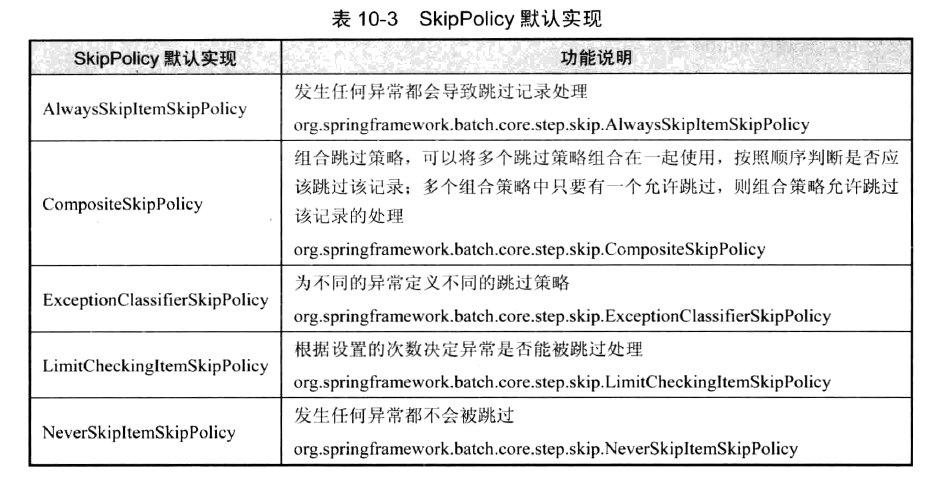 表 10-3 SkipPolicy 默认实现
SkipPolicy 默认实现
功能说明
AlwaysSkipItemSkipPolicy
发生任何异常都会导致跳过记录处理
org.springframework.batch.core.step.skip.AlwaysSkipItemSkipPolicy
CompositeSkipPolicy
组合跳过策略，可以将多个跳过策略组合在一起使用，按照顺序判断是否应
该跳过该记录；多个组合策略中只要有一个允许跳过，则组合策略允许跳过
该记录的处理
org.springframework.batch.core.step.skip.CompositeSkipPolicy
ExceptionClassifierSkipPolicy
为不同的异常定义不同的跳过策略
org.springframework.batch.core.step.skip.ExceptionClassifierSkipPolicy
LimitCheckingItemSkipPolicy
根据设置的次数决定异常是否能被跳过处理
org.springframework.batch.core.step.skip.LimitCheckingItemSkipPolicy
NeverSkipItemSkipPolicy
发生任何异常都不会被跳过
org.springframework.batch.core.step.skip.NeverSkipItemSkipPolicy